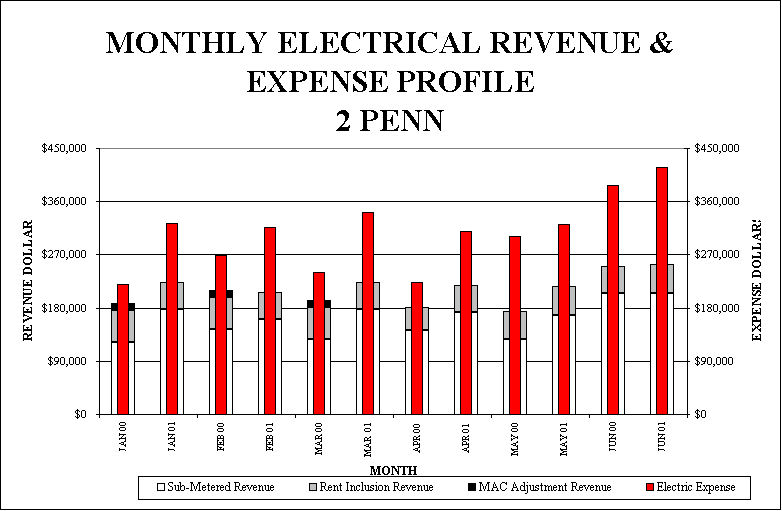 MONTHLY ELECTRICAL REVENUE &
EXPENSE PROFILE
2 PENN
$450,000
$360,000
$270,000
$180,000
$90,000
$0
REVENUE DOLLAR
$450,000
$360,000
$270,000
$180,000
$90,000
$0
EXPENSE DOLLAR
JAN 00
JAN 01
FEB 00
FEB 01
MAR 00
MAR 01
APR 00
APR 01
MAY 00
MAY 01
JUN 00
JUN 01
MONTH
Sub-Metered Revenue Rent Inclusion Revenue MAC Adjustment Revenue Electric Expense